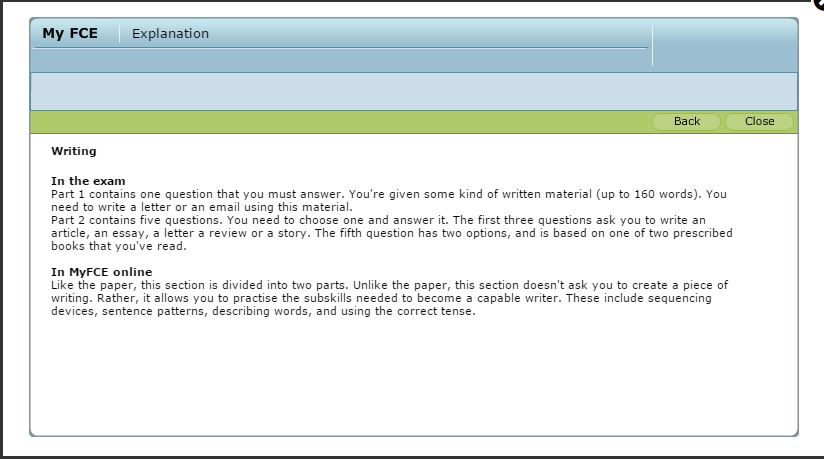 My FCE Explanation
Back Close
Writing
In the exam
Part 1 contains one question that you must answer. You're given some kind of written material (up to 160 words). You
need to write a letter or an email using this material.
Part 2 contains five questions. You need to choose one and answer it. The first three questions ask you to write an
article, an essay, a letter a review or a story. The fifth question has two options, and is based on one of two prescribed
books that you've read.
In MyFCE online
Like the paper, this section is divided into two parts. Unlike the paper, this section doesn't ask you to create a piece of
writing. Rather, it allows you to practise the subskills needed to become a capable writer. These include sequencing
devices, sentence patterns, describing words, and using the correct tense.